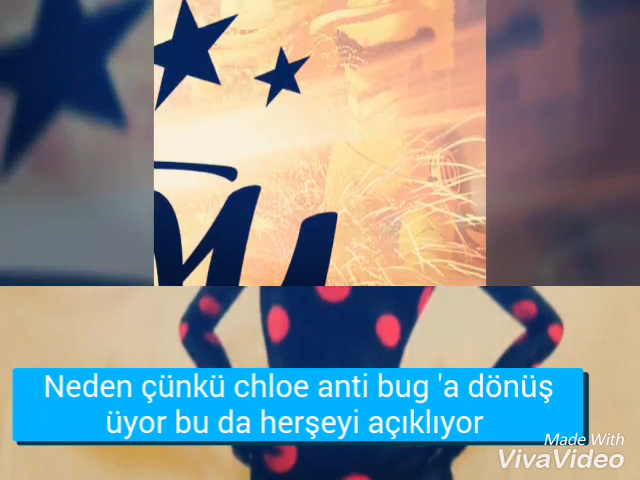 Neden çünkü chloe anti bug 'a dönüş
üyor bu da herşeyi açıklıyor
Made With
VivaVideo